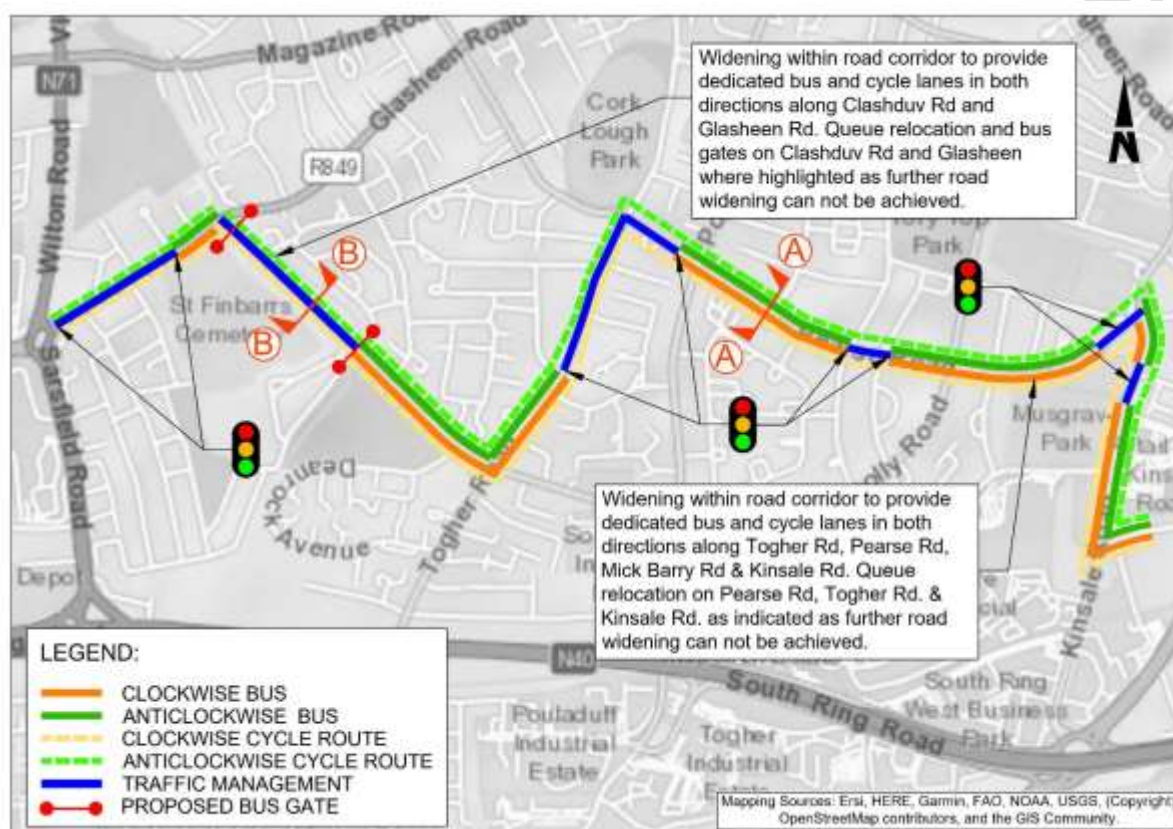 Magazine Road
Glasheen Road
N71
Wilton Road
R849
Cork
Lough
Park
Widening within road corridor to provide
dedicated bus and cycle lanes in both
directions along Clashduv Rd and
Glasheen Rd. Queue relocation and bus
gates on Clashduv Rd and Glasheen
where highlighted as further road
widening can not be achieved.
green Road
N
Park
A
B
St Finbarrs
B
A
Musgrav
Park
Sarsfield Road
Deanrock
Avenue
Togher R
olly Road
Kinsale
Depot
Widening within road corridor to provide
dedicated bus and cycle lanes in both
directions along Togher Rd, Pearse Rd,
Mick Barry Rd & Kinsale Rd. Queue
relocation on Pearse Rd, Togher Rd. &
Kinsale Rd. as indicated as further road
widening can not be achieved.
N40
South Ring Road
South Ring
West Business
Park
Pouladuff
Industrial
Estate
Togher
Industrial
LEGEND:
CLOCKWISE BUS
ANTICLOCKWISE BUS
CLOCKWISE CYCLE ROUTE
ANTICLOCKWISE CYCLE ROUTE
TRAFFIC MANAGEMENT
PROPOSED BUS GATE
Mapping Sources: Ersi, HERE, Garmin, FAO, NOAA, USGS, (Copyright)
OpenStreetMap contributors, and the GIS Community.